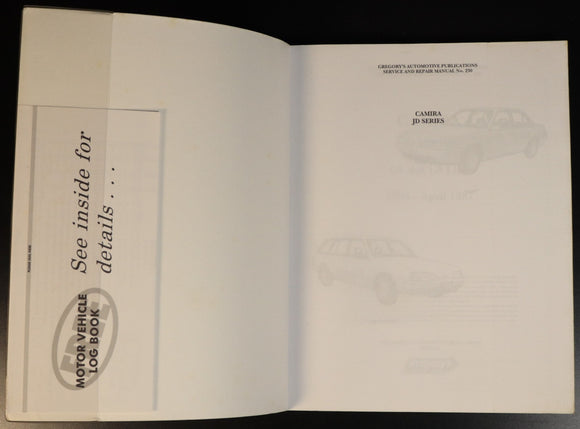 See inside for
details . . .
FREE
MOTOR VEHICLE
LOG BOOK
GREGORY'S AUTOMOTIVE PUBLICATIONS
SERVICE AND REPAIR MANUAL No. 250
CAMIRA
JD SERIES